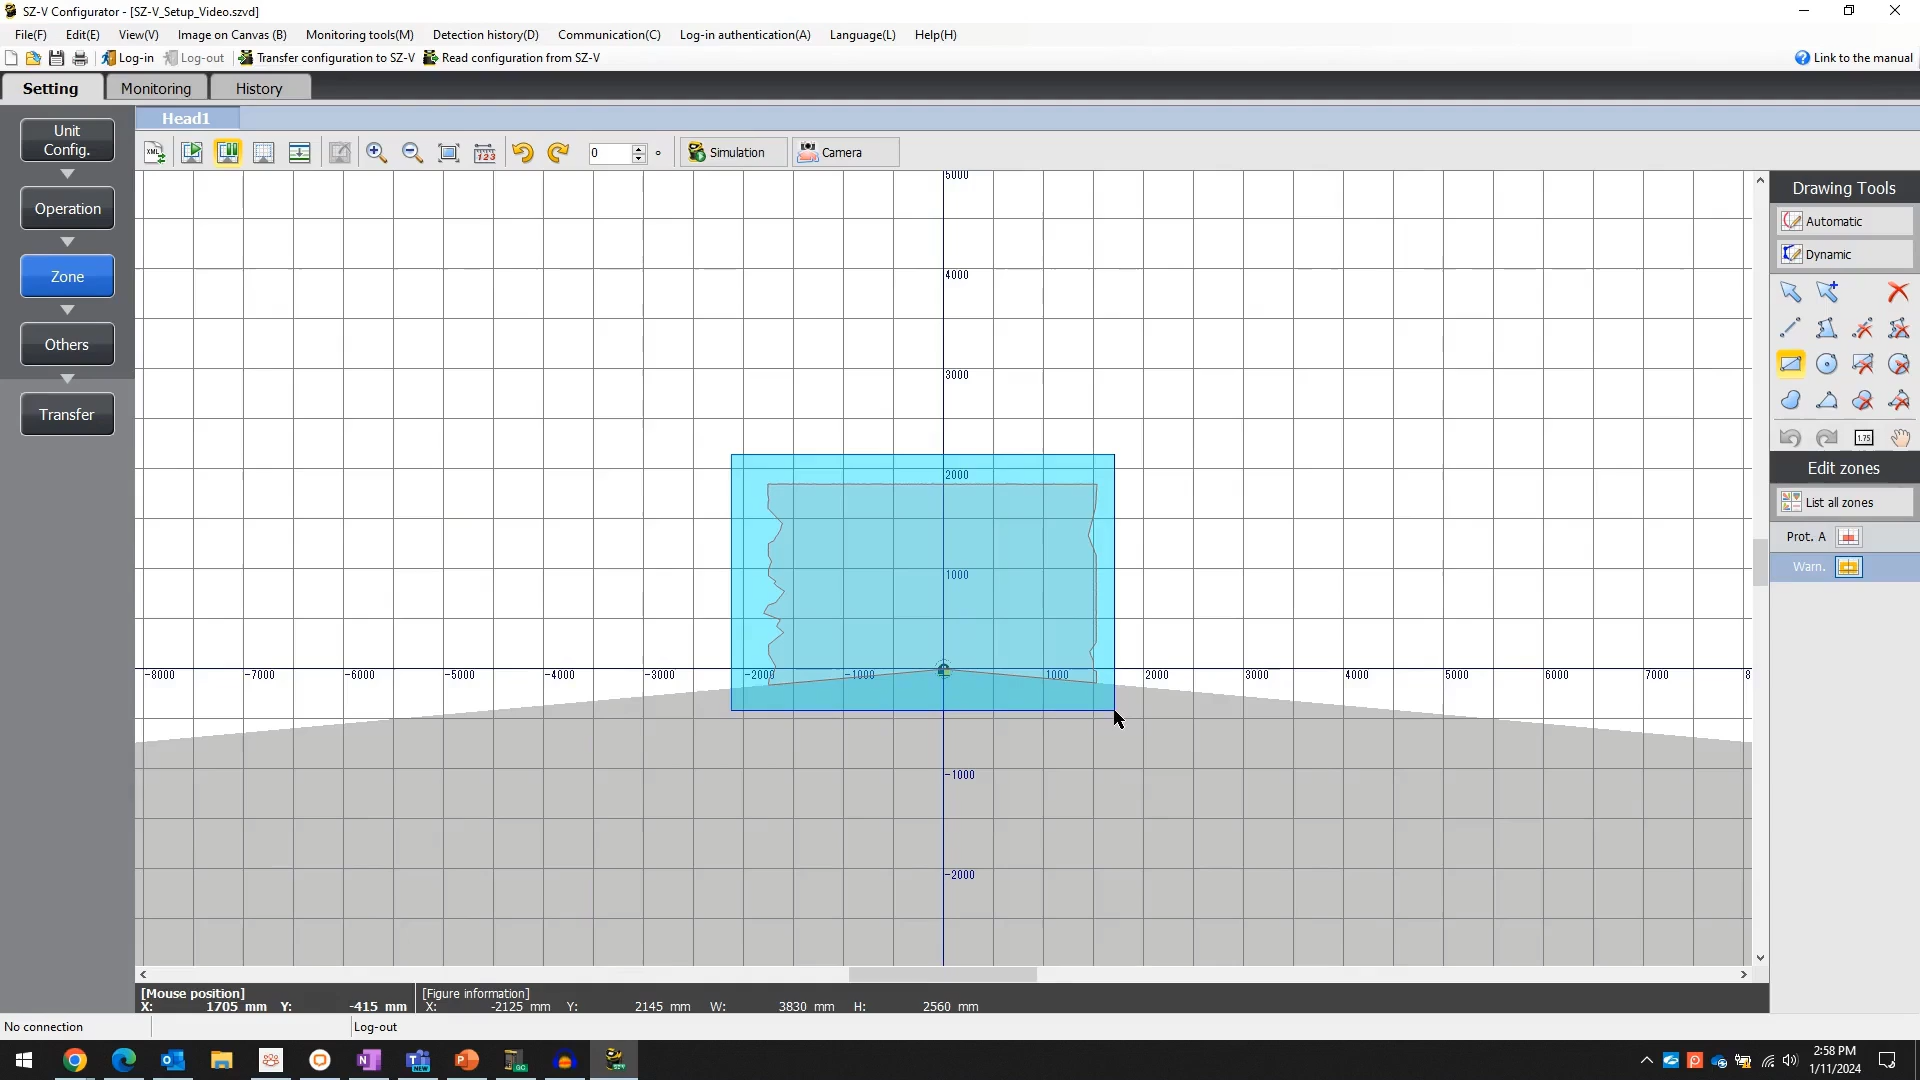 SZ-V Configurator - [SZ-V_Setup_Video.szvd]
File(F) Edit(E) View(V) Image on Canvas (B) Monitoring tools(M) Detection history(D) Communication(C) Log-in authentication(A) Language(L) Help(H)
Log-in Log-out Transfer configuration to SZ-V Read configuration from SZ-V Link to the manual
Setting Monitoring History
Head1
Unit
Config.
Operation
Zone
Others
Transfer
XML 123 0 ° Simulation Camera
5000
4000
3000
2000
1000
-8000 -7000 -6000 -5000 -4000 -3000 -2000 -1000 1000 2000 3000 4000 5000 6000 7000 8
-1000
-2000
Drawing Tools
Automatic
Dynamic
1.75
Edit zones
List all zones
Prot. A
Warn.
[Mouse position] [Figure information]
X: 1705 mm Y: -415 mm X: -2125 mm Y: 2145 mm W: 3830 mm H: 2560 mm
No connection Log-out
2:58 PM
1/11/2024